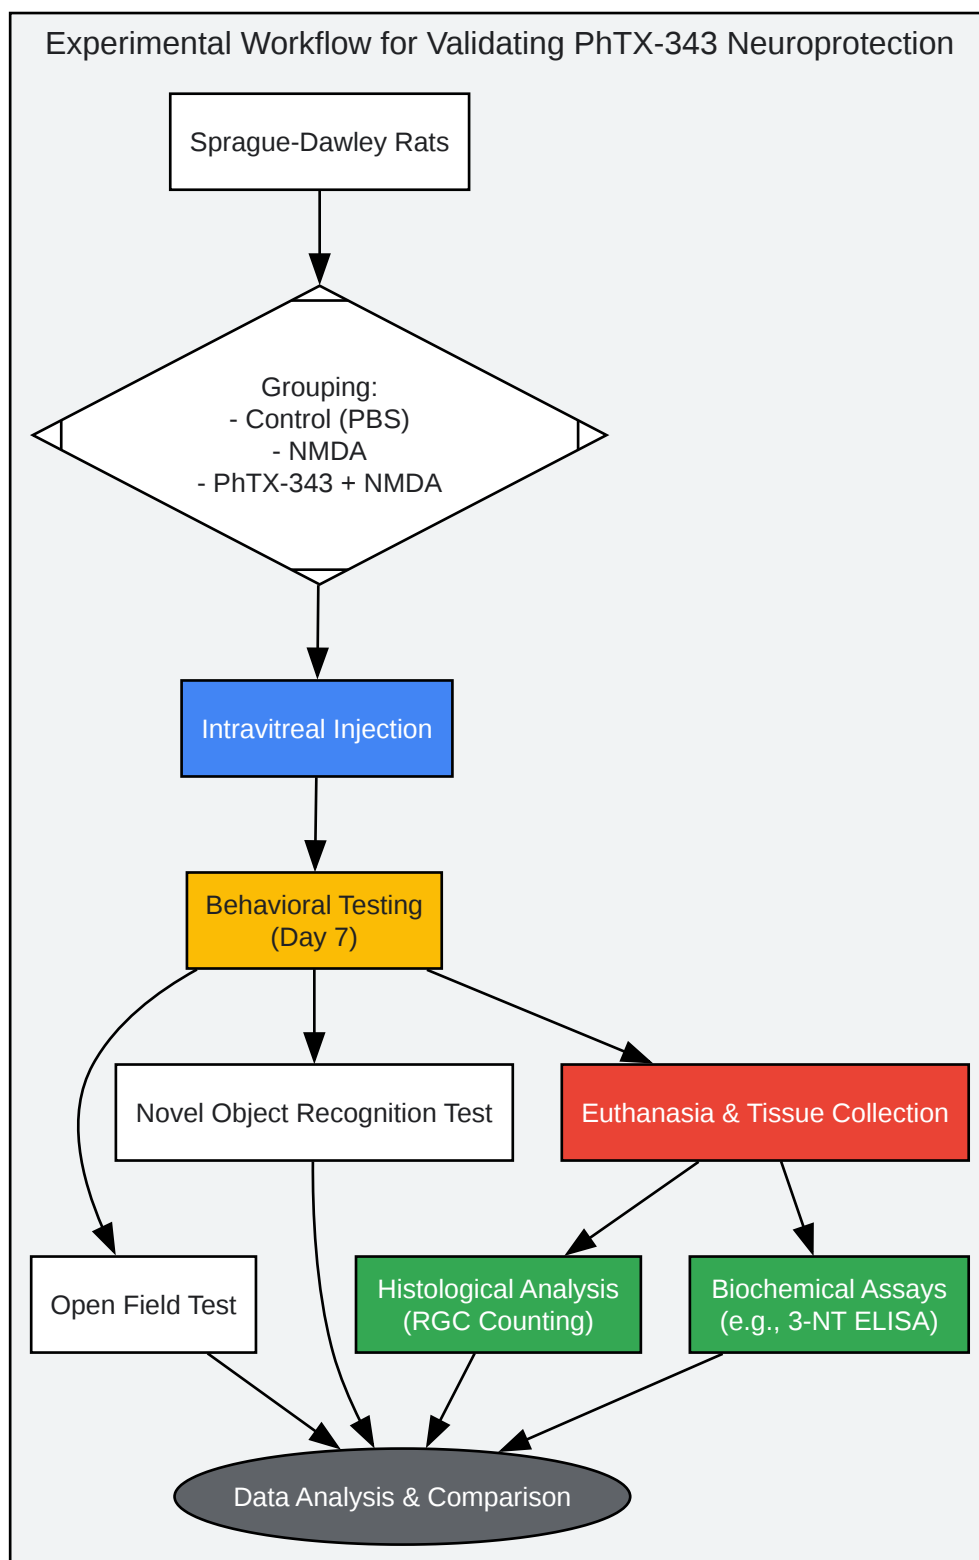 Experimental Workflow for Validating PhTX-343 Neuroprotection
Sprague-Dawley Rats
Grouping:
- Control (PBS)
- NMDA
- PhTX-343 + NMDA
Intravitreal Injection
Behavioral Testing
(Day 7)
Novel Object Recognition Test
Euthanasia & Tissue Collection
Open Field Test
Histological Analysis
(RGC Counting)
Biochemical Assays
(e.g., 3-NT ELISA)
Data Analysis & Comparison